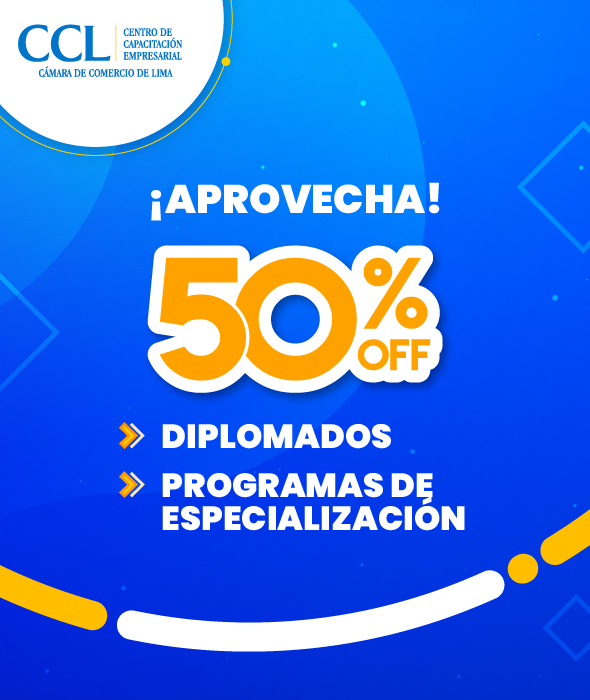 CCL
CENTRO DE
CAPACITACIÓN
EMPRESARIAL
CÁMARA DE COMERCIO DE LIMA
¡APROVECHA!
50%
OFF
DIPLOMADOS
PROGRAMAS DE
ESPECIALIZACIÓN